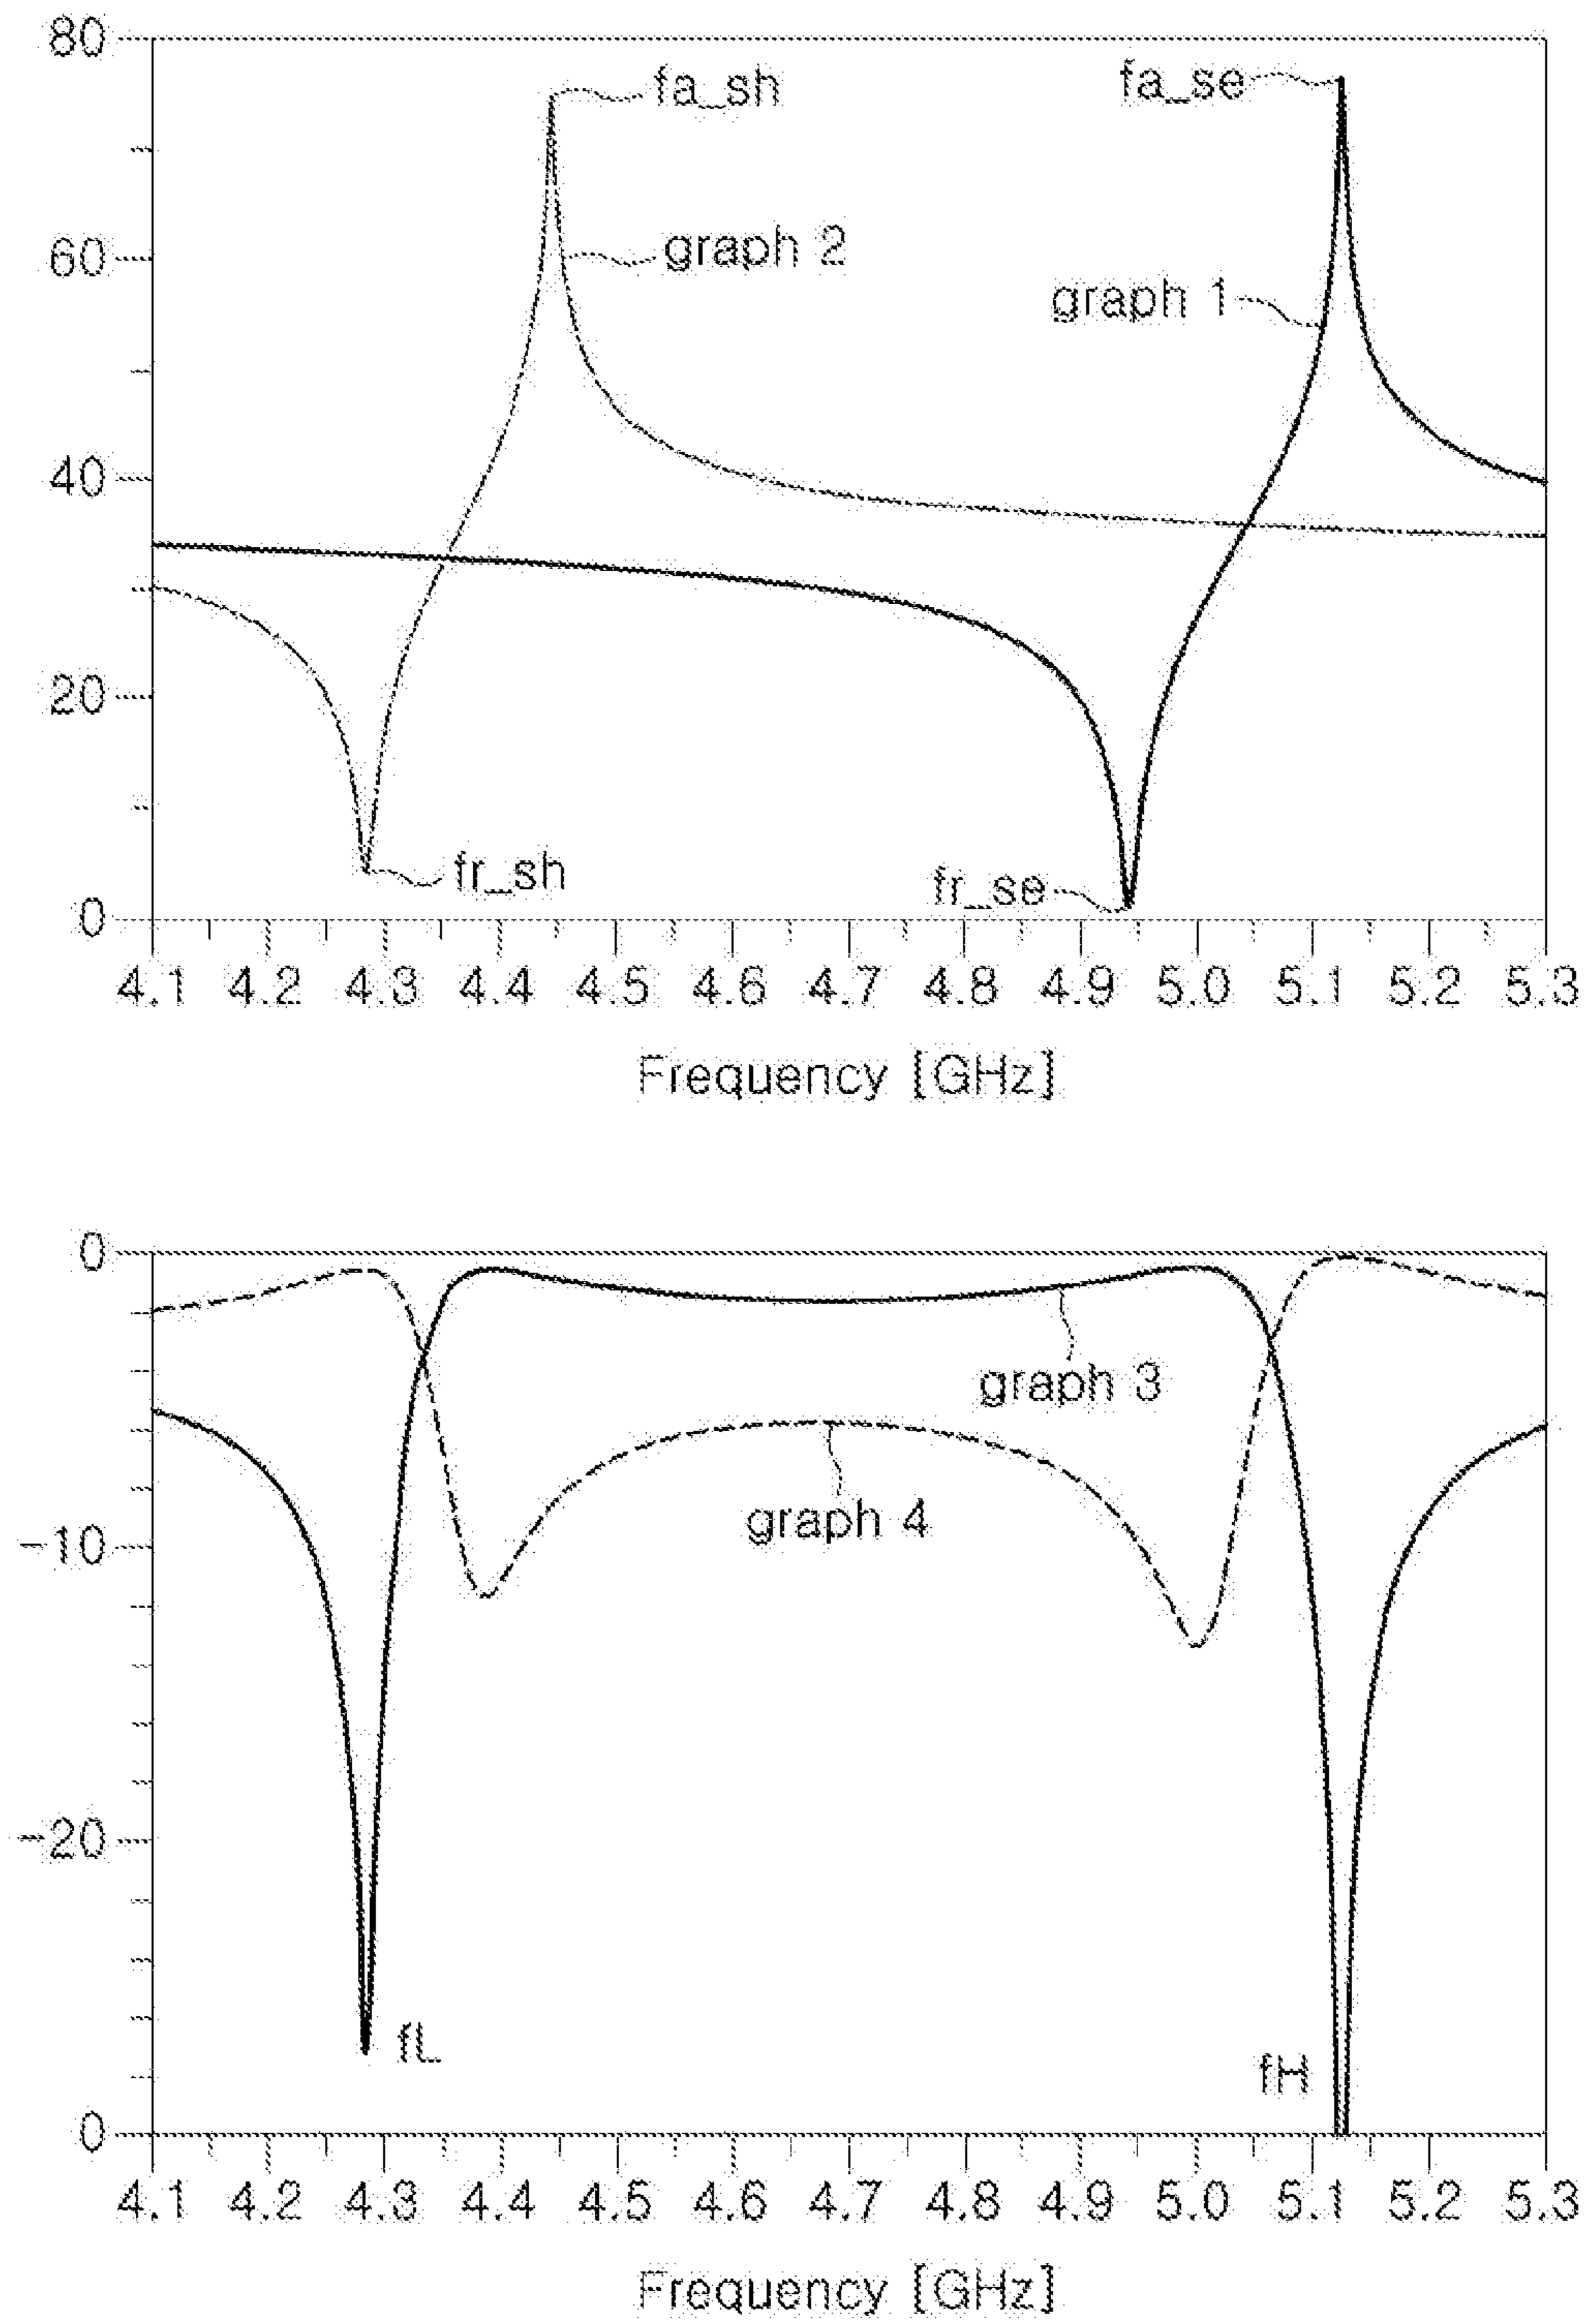 80
fa_sh
fa_se
60
graph 2
graph 1
40
20
fr_sh
fr_se
0
4.1 4.2 4.3 4.4 4.5 4.6 4.7 4.8 4.9 5.0 5.1 5.2 5.3
Frequency [GHz]
0
graph 3
graph 4
-10
-20
fL
fH
0
4.1 4.2 4.3 4.4 4.5 4.6 4.7 4.8 4.9 5.0 5.1 5.2 5.3
Frequency [GHz]